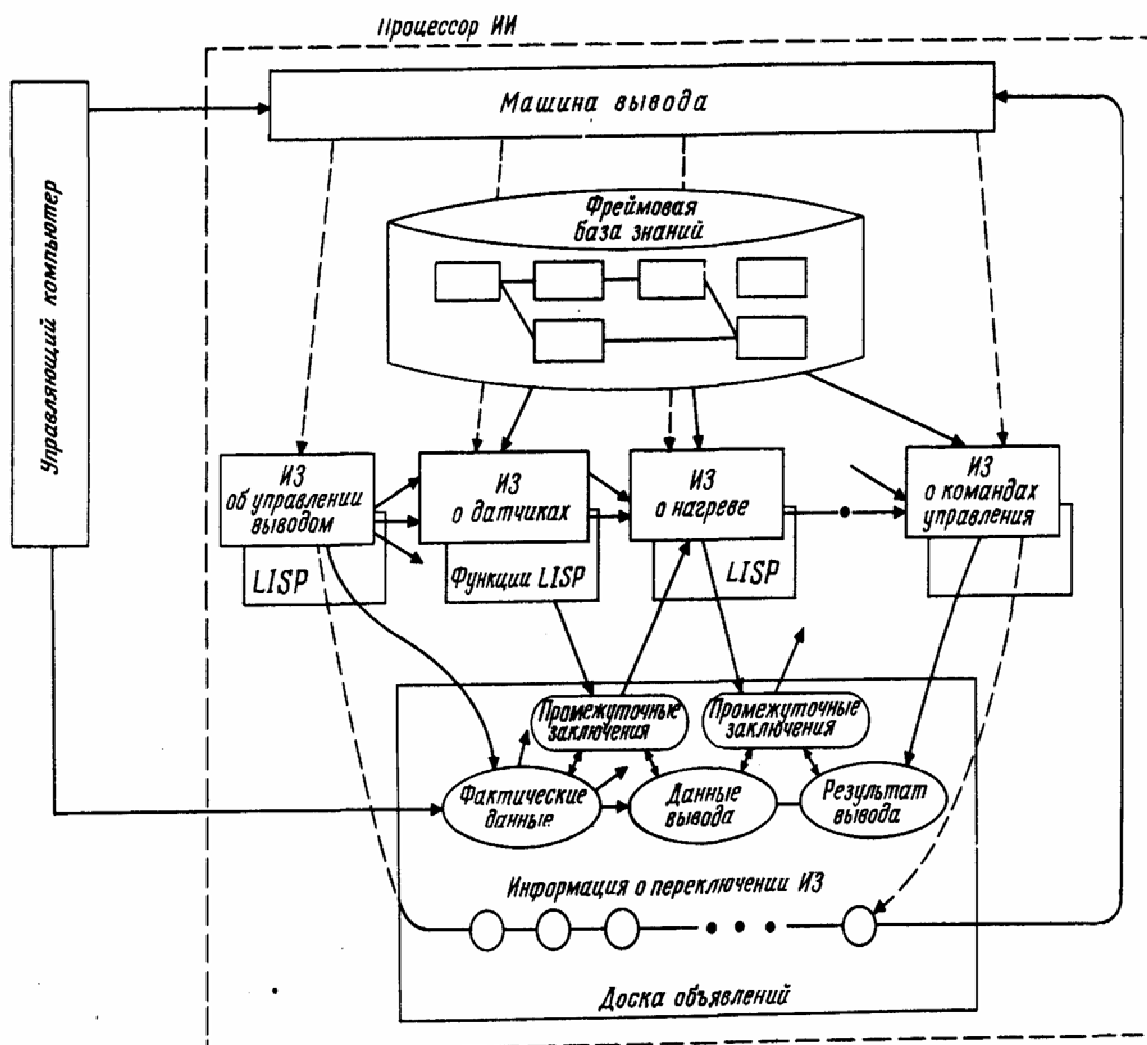 Процессор ИИ
Машина вывода
Управляющий компьютер
Фреймовая
база знаний
ИЗ
об управлении
выводом
ИЗ
о датчиках
ИЗ
о нагреве
ИЗ
о командах
управления
LISP
Функции LISP
LISP
Промежуточные
заключения
Промежуточные
заключения
Фактические
данные
Данные
вывода
Результат
вывода
Информация о переключении ИЗ
Доска объявлений